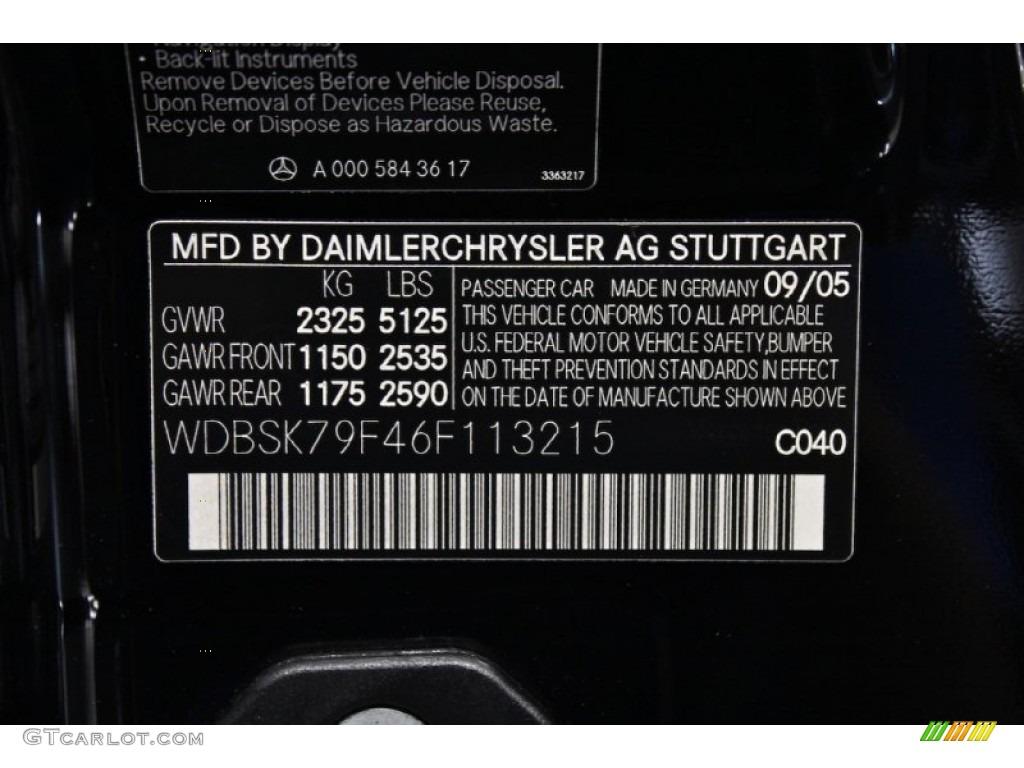 Navigation Display
• Back-lit Instruments
Remove Devices Before Vehicle Disposal.
Upon Removal of Devices Please Reuse,
Recycle or Dispose as Hazardous Waste.
A 000 584 36 17
3363217
MFD BY DAIMLERCHRYSLER AG STUTTGART
KG LBS
GVWR 2325 5125
GAWR FRONT 1150 2535
GAWR REAR 1175 2590
PASSENGER CAR MADE IN GERMANY 09/05
THIS VEHICLE CONFORMS TO ALL APPLICABLE
U.S. FEDERAL MOTOR VEHICLE SAFETY,BUMPER
AND THEFT PREVENTION STANDARDS IN EFFECT
ON THE DATE OF MANUFACTURE SHOWN ABOVE
WDBSK79F46F113215
C040
GTCARLOT.COM